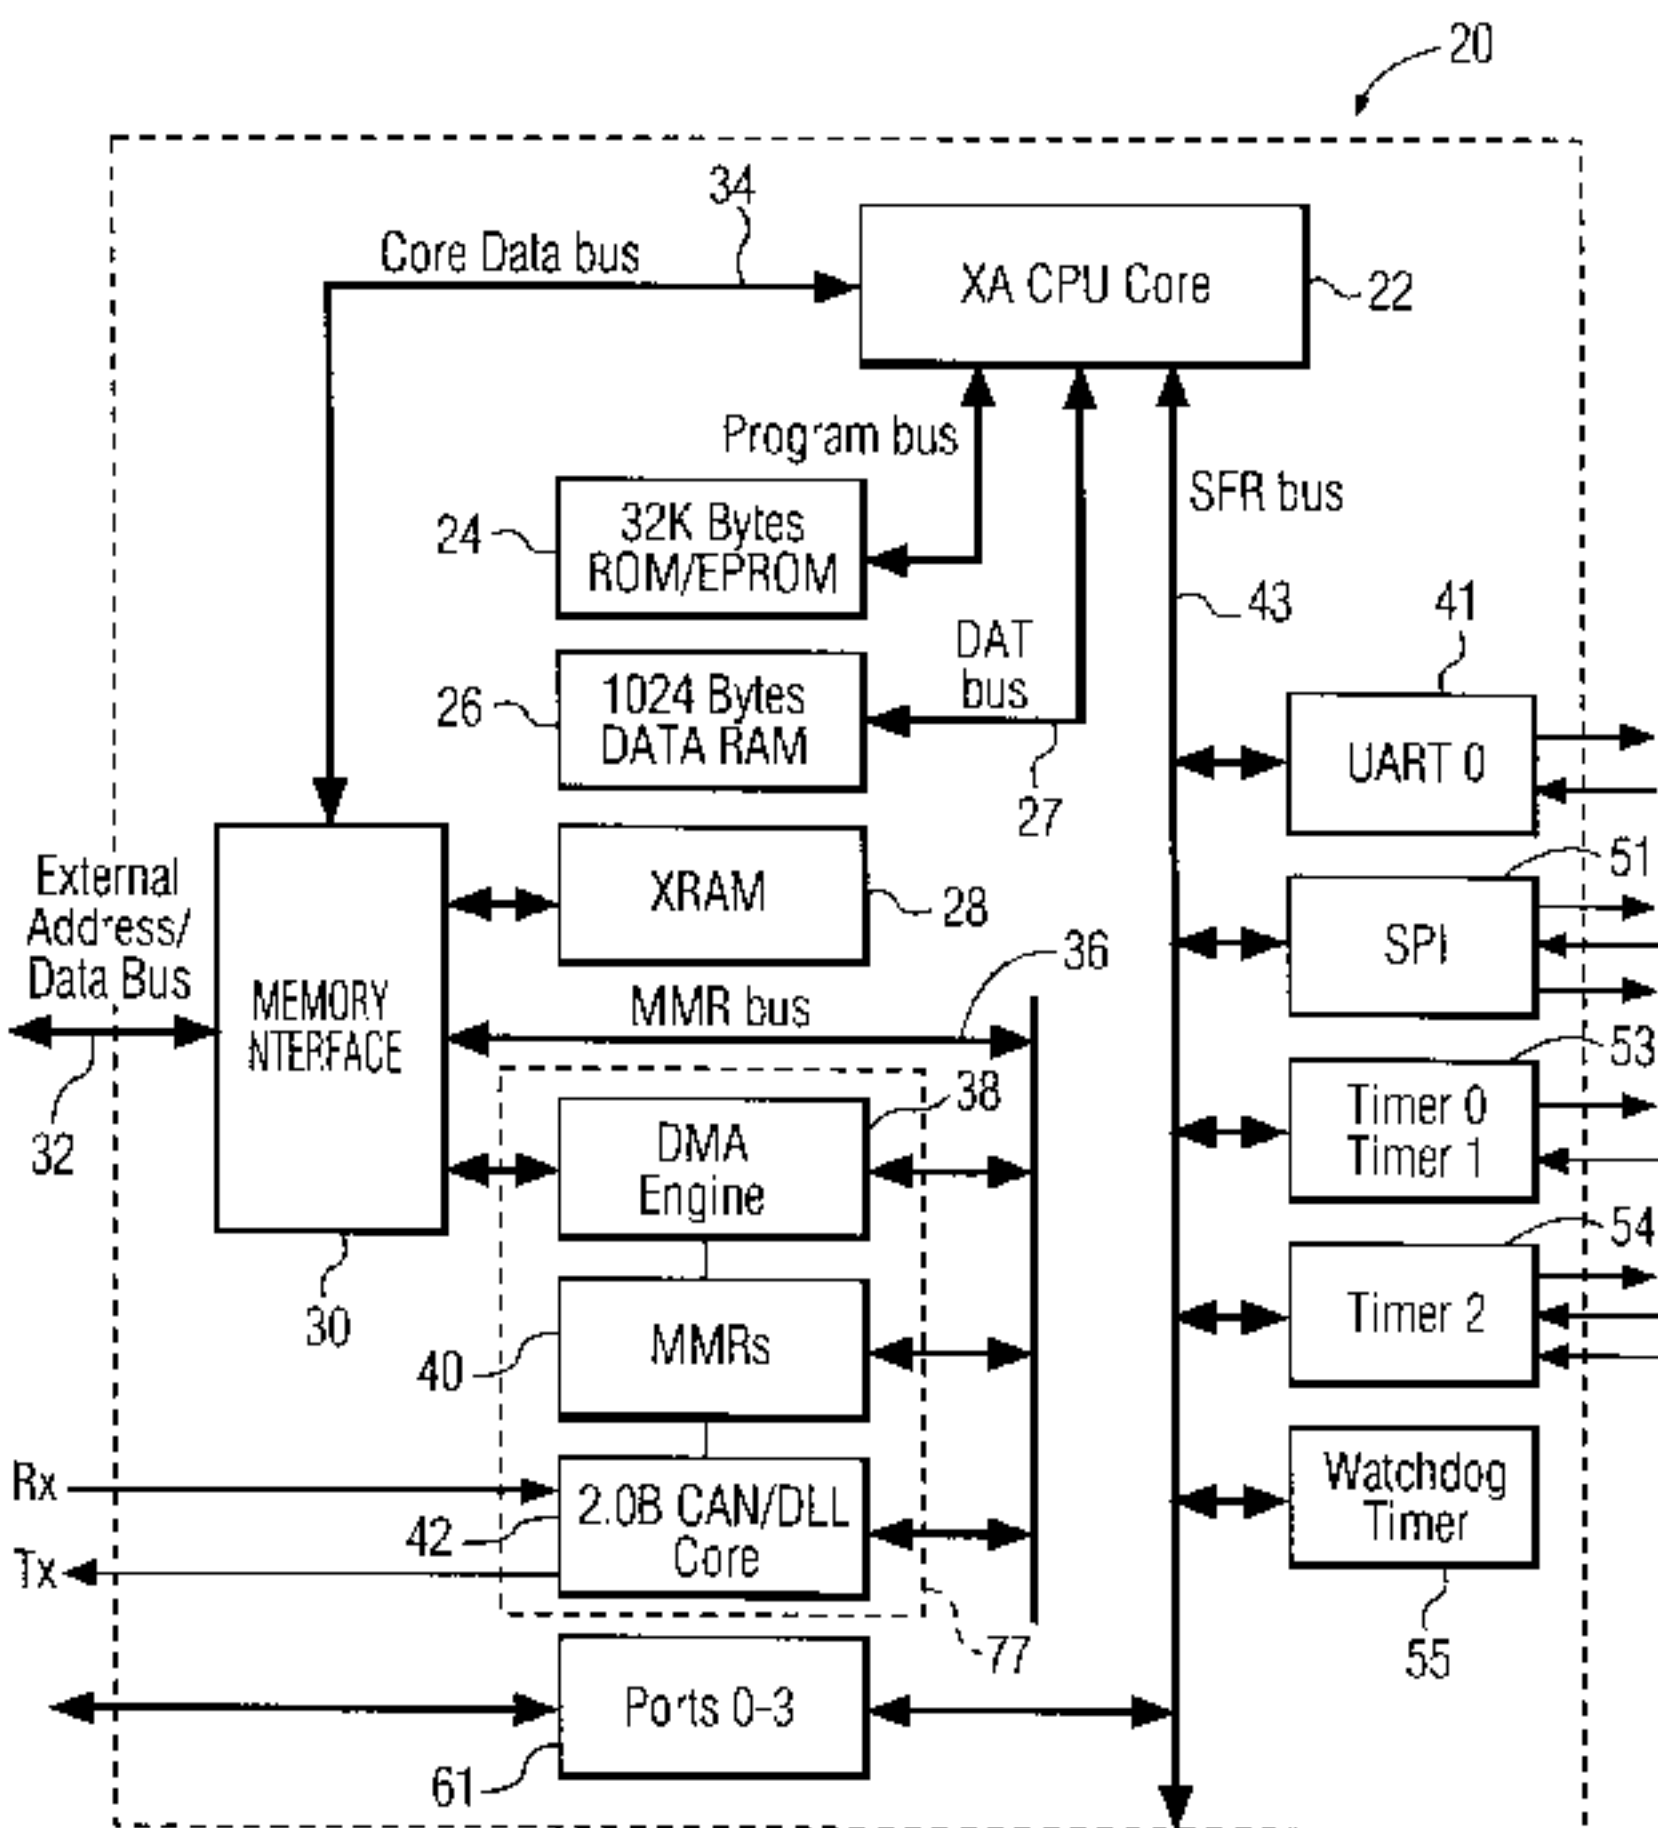 20
34
Core Data bus
XA CPU Core
22
Program bus
SFR bus
24
32K Bytes
ROM/EPROM
43
41
DAT
bus
26
1024 Bytes
DATA RAM
UART 0
27
External
Address/
Data Bus
XRAM
28
51
SPI
36
MEMORY
NTERFACE
MMR bus
32
53
38
DMA
Engine
Timer 0
Timer 1
54
30
40
MMRs
Timer 2
Rx
42
2.0B CAN/DLL
Core
Watchdog
Timer
Tx
77
55
Ports 0-3
61